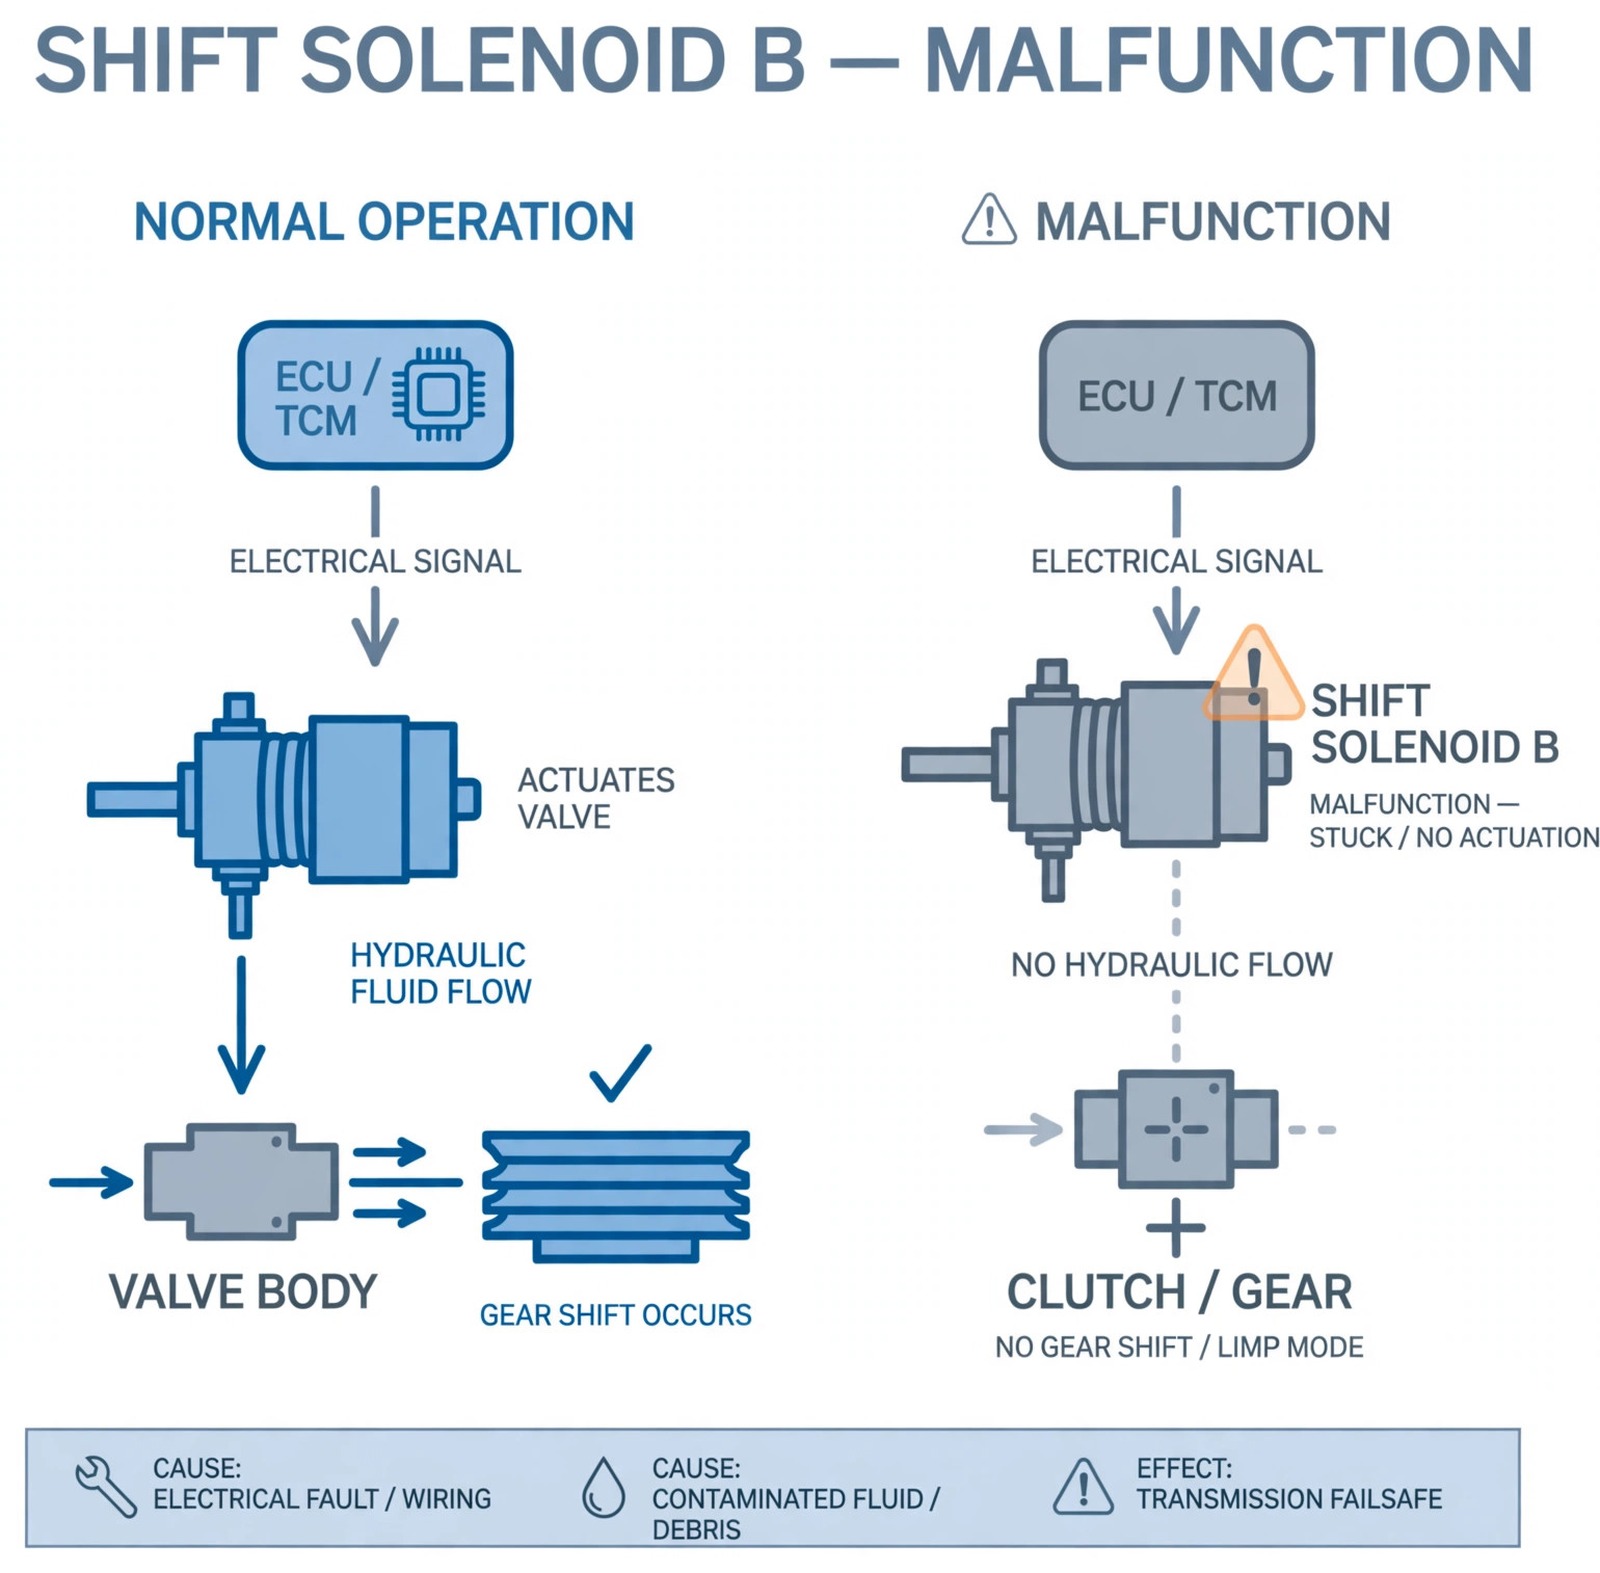 SHIFT SOLENOID B — MALFUNCTION
NORMAL OPERATION
ECU /
TCM
ELECTRICAL SIGNAL
ACTUATES
VALVE
HYDRAULIC
FLUID FLOW
VALVE BODY
GEAR SHIFT OCCURS
MALFUNCTION
ECU / TCM
ELECTRICAL SIGNAL
SHIFT
SOLENOID B
MALFUNCTION —
STUCK / NO ACTUATION
NO HYDRAULIC FLOW
CLUTCH / GEAR
NO GEAR SHIFT / LIMP MODE
CAUSE:
ELECTRICAL FAULT / WIRING
CAUSE:
CONTAMINATED FLUID /
DEBRIS
EFFECT:
TRANSMISSION FAILSAFE